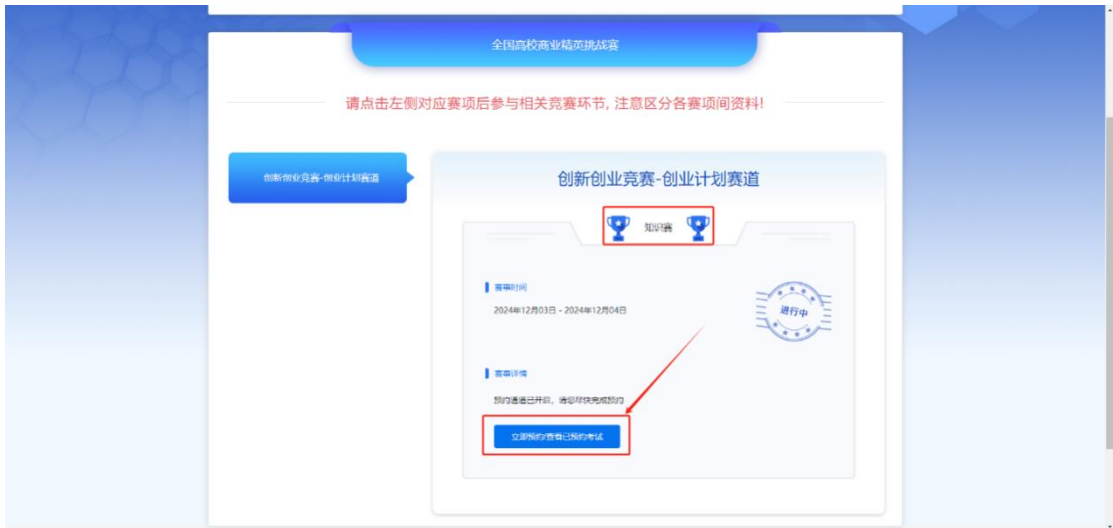 全国高校商业精英挑战赛
请点击左侧对应赛项后参与相关竞赛环节, 注意区分各赛项间资料!
创新创业竞赛-创业计划赛道
创新创业竞赛-创业计划赛道
知识赛
赛事时间
2024年12月03日 - 2024年12月04日
进行中
赛事详情
预约通道已开启，请您尽快完成预约
立即预约/查看已预约考试